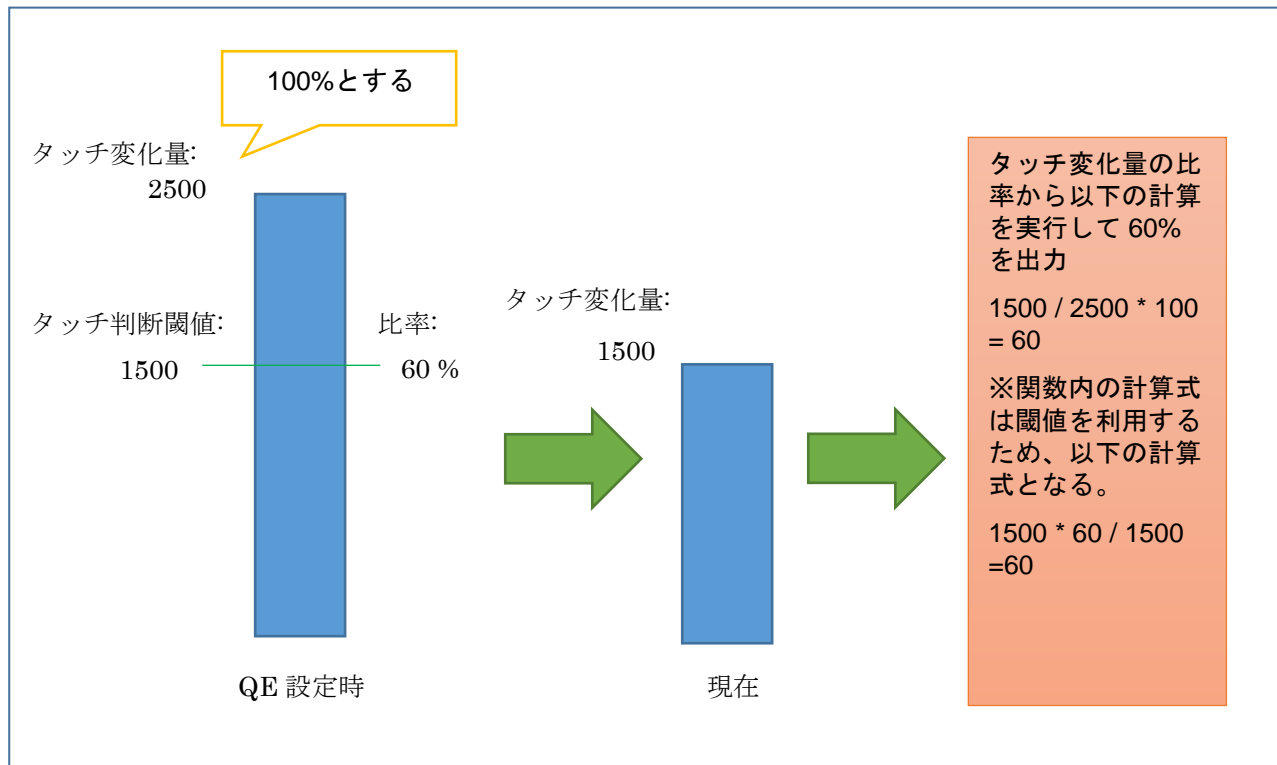 100%とする
タッチ変化量:
2500
タッチ判断閾値:
1500
比率:
60 %
QE 設定時
タッチ変化量:
1500
現在
タッチ変化量の比
率から以下の計算
を実行して 60%
を出力
1500 / 2500 * 100
= 60
※関数内の計算式
は閾値を利用する
ため、以下の計算
式となる。
1500 * 60 / 1500
=60